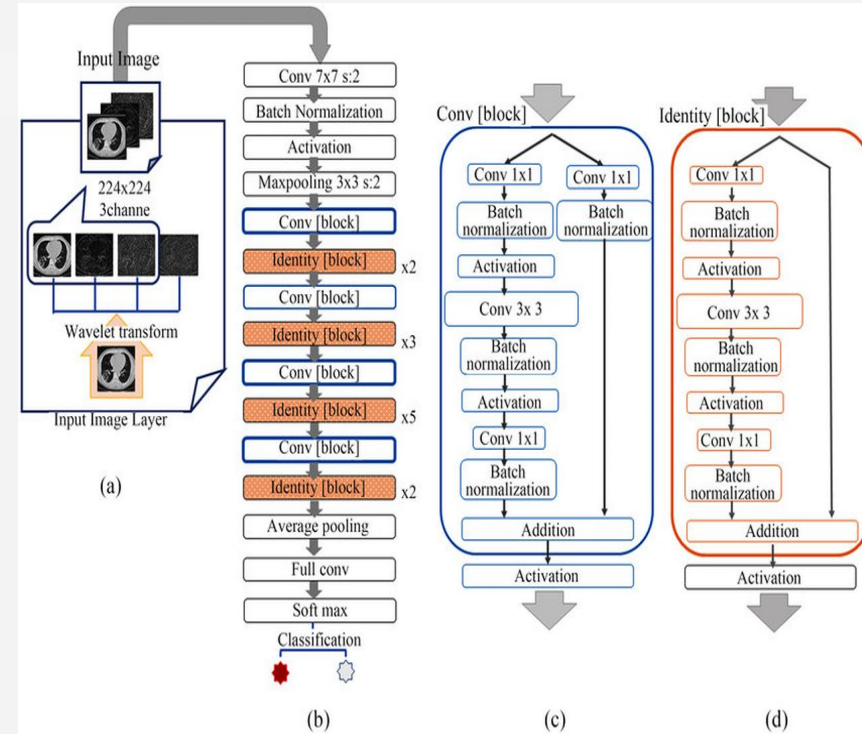 Input Image
224x224
3channe
Wavelet transform
Input Image Layer
(a)
Conv 7x7 s:2
Batch Normalization
Activation
Maxpooling 3x3 s:2
Conv [block]
Identity [block]
x2
Conv [block]
Identity [block]
x3
Conv [block]
Identity [block]
x5
Conv [block]
Identity [block]
x2
Average pooling
Full conv
Soft max
Classification
(b)
Conv [block]
Conv 1x1
Conv 1x1
Batch
normalization
Batch
normalization
Activation
Conv 3x 3
Batch
normalization
Activation
Conv 1x1
Batch
normalization
Addition
Activation
(c)
Identity [block]
Conv 1x1
Batch
normalization
Activation
Conv 3x 3
Batch
normalization
Activation
Conv 1x1
Batch
normalization
Addition
Activation
(d)